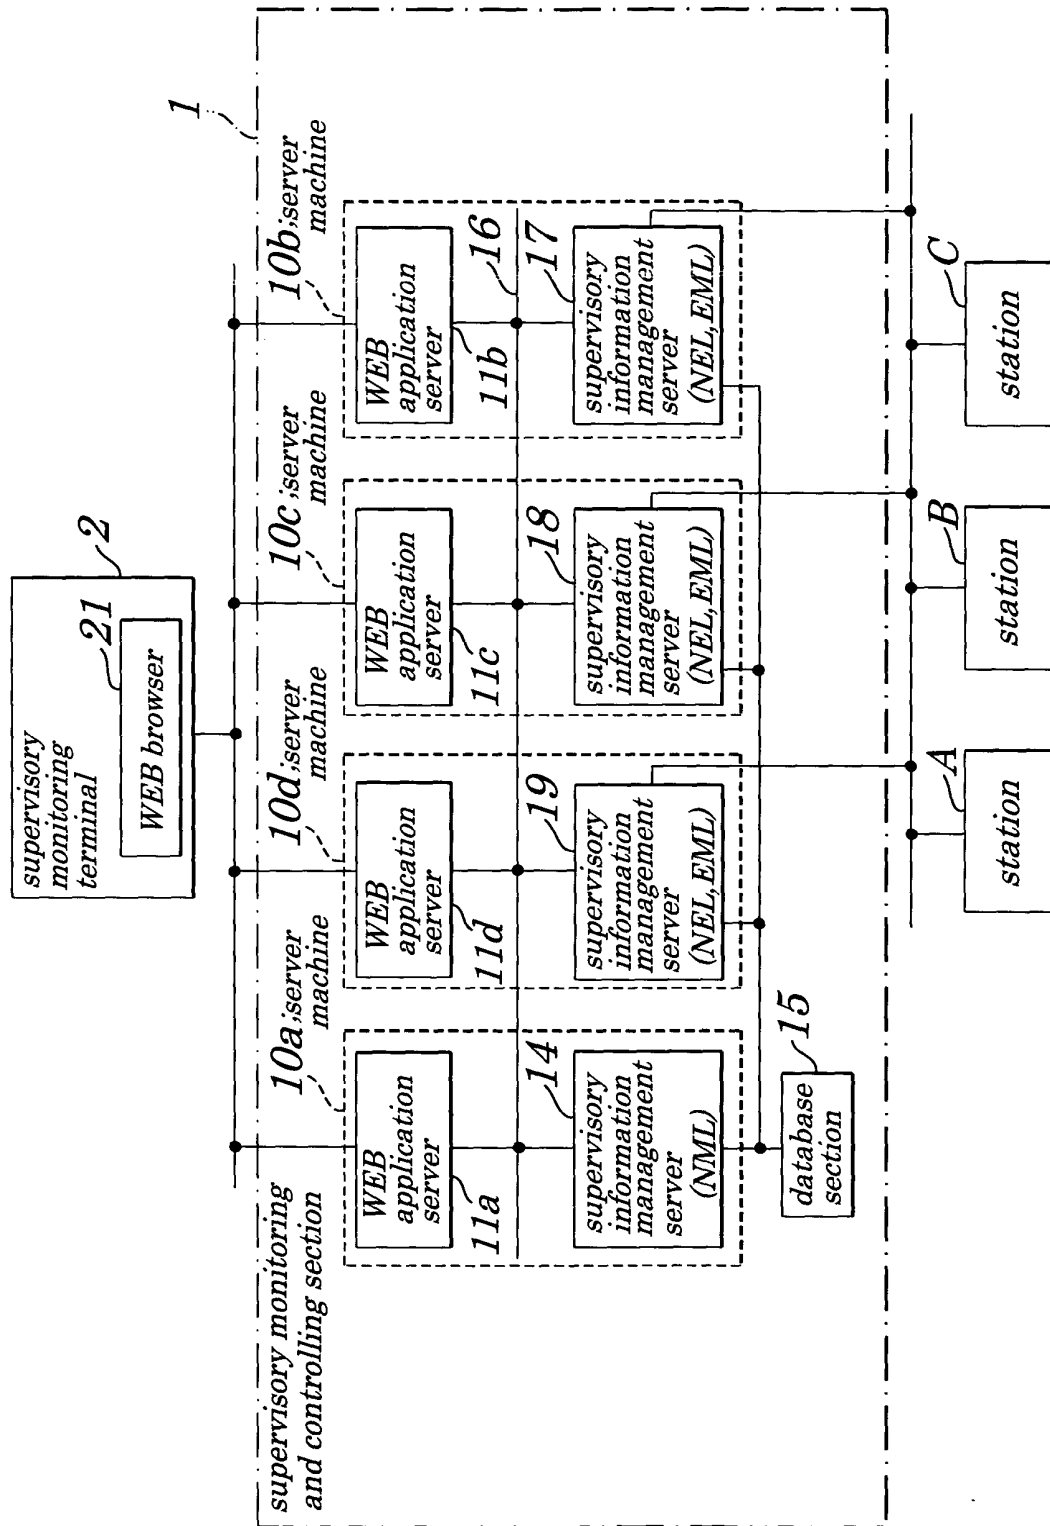 supervisory
monitoring
terminal
2
21
WEB browser
1
supervisory monitoring
and controlling section
10a;server
machine
WEB
application
server
11a
14
supervisory
information
management
server
(NML)
database
section
15
10d;server
machine
WEB
application
server
11d
19
supervisory
information
management
server
(NEL,EML)
10c;server
machine
WEB
application
server
11c
18
supervisory
information
management
server
(NEL,EML)
10b;server
machine
WEB
application
server
11b
16
17
supervisory
information
management
server
(NEL,EML)
A
station
B
station
C
station